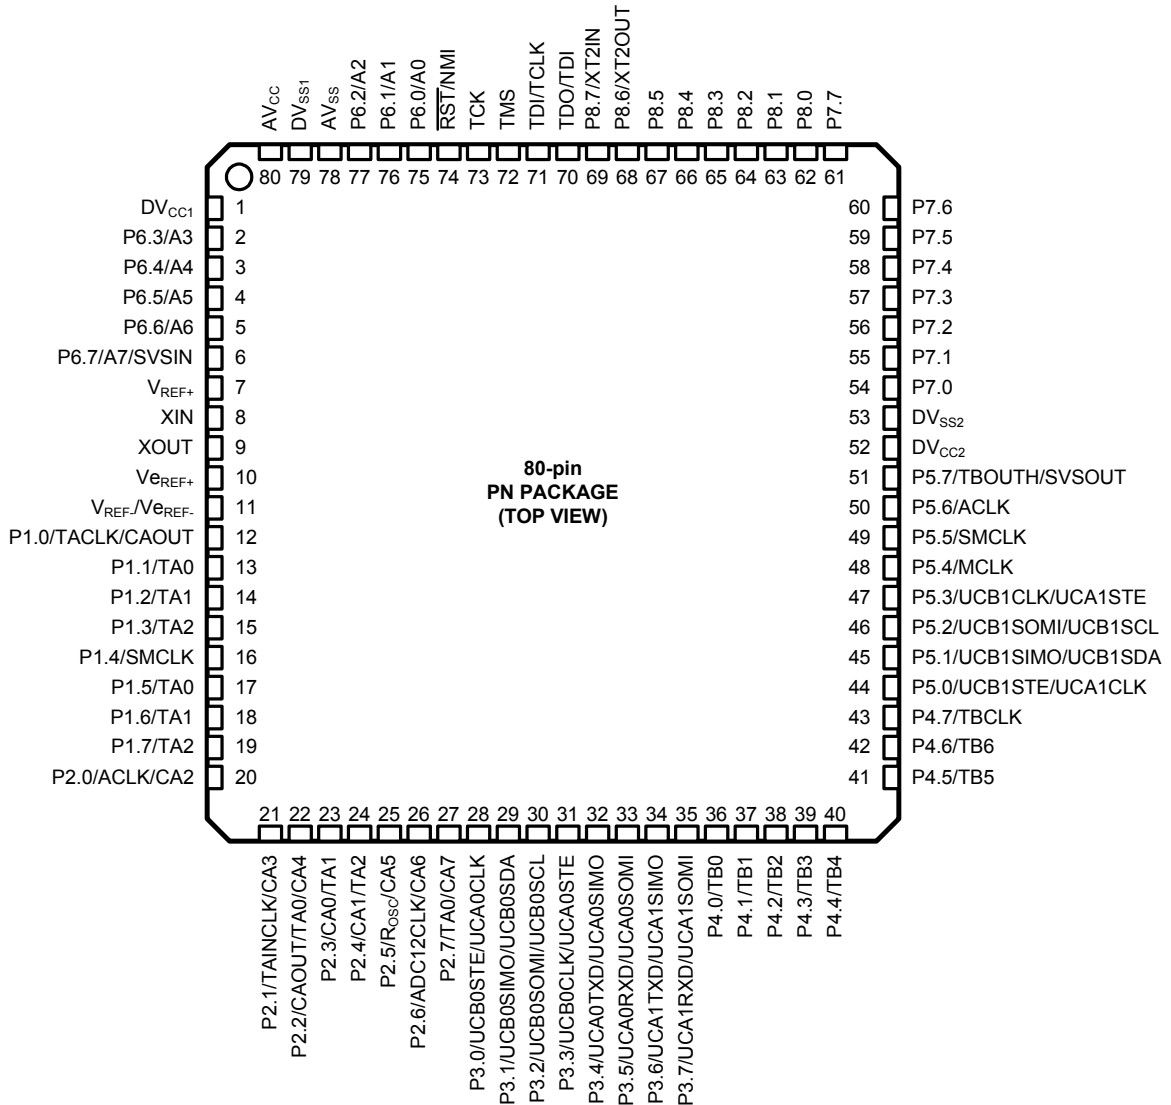 AVCC
DVSS1
AVSS
P6.2/A2
P6.1/A1
P6.0/A0
RST/NMI
TCK
TMS
TDI/TCLK
TDO/TDI
P8.7/XT2IN
P8.6/XT2OUT
P8.5
P8.4
P8.3
P8.2
P8.1
P8.0
P7.7
80 79 78 77 76 75 74 73 72 71 70 69 68 67 66 65 64 63 62 61
DVCC1 1
P6.3/A3 2
P6.4/A4 3
P6.5/A5 4
P6.6/A6 5
P6.7/A7/SVSIN 6
VREF+ 7
XIN 8
XOUT 9
VeREF+ 10
VREF-/VeREF- 11
P1.0/TACLK/CAOUT 12
P1.1/TA0 13
P1.2/TA1 14
P1.3/TA2 15
P1.4/SMCLK 16
P1.5/TA0 17
P1.6/TA1 18
P1.7/TA2 19
P2.0/ACLK/CA2 20
80-pin
PN PACKAGE
(TOP VIEW)
60 P7.6
59 P7.5
58 P7.4
57 P7.3
56 P7.2
55 P7.1
54 P7.0
53 DVSS2
52 DVCC2
51 P5.7/TBOUTH/SVSOUT
50 P5.6/ACLK
49 P5.5/SMCLK
48 P5.4/MCLK
47 P5.3/UCB1CLK/UCA1STE
46 P5.2/UCB1SOMI/UCB1SCL
45 P5.1/UCB1SIMO/UCB1SDA
44 P5.0/UCB1STE/UCA1CLK
43 P4.7/TBCLK
42 P4.6/TB6
41 P4.5/TB5
21 22 23 24 25 26 27 28 29 30 31 32 33 34 35 36 37 38 39 40
P2.1/TAINCLK/CA3
P2.2/CAOUT/TA0/CA4
P2.3/CA0/TA1
P2.4/CA1/TA2
P2.5/ROSC/CA5
P2.6/ADC12CLK/CA6
P2.7/TA0/CA7
P3.0/UCB0STE/UCA0CLK
P3.1/UCB0SIMO/UCB0SDA
P3.2/UCB0SOMI/UCB0SCL
P3.3/UCB0CLK/UCA0STE
P3.4/UCA0TXD/UCA0SIMO
P3.5/UCA0RXD/UCA0SOMI
P3.6/UCA1TXD/UCA1SIMO
P3.7/UCA1RXD/UCA1SOMI
P4.0/TB0
P4.1/TB1
P4.2/TB2
P4.3/TB3
P4.4/TB4